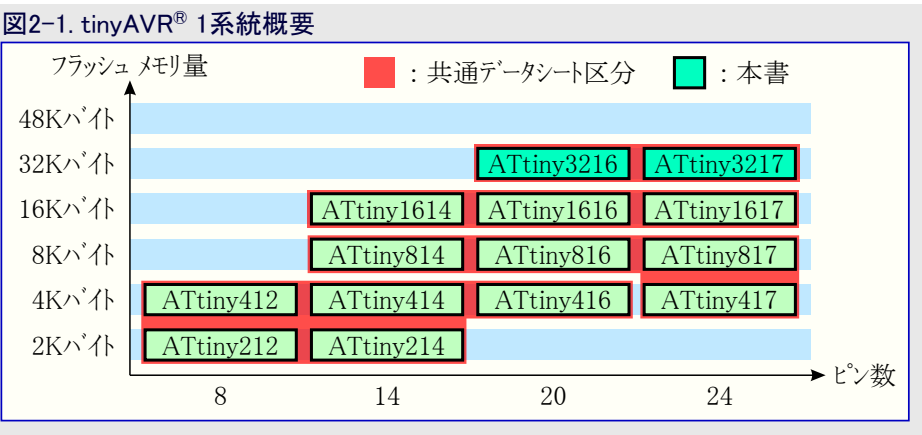 図2-1. tinyAVR® 1系統概要
フラッシュ メモリ量
：共通データシート区分
：本書
48Kバイト
32Kバイト ATtiny3216 ATtiny3217
16Kバイト ATtiny1614 ATtiny1616 ATtiny1617
8Kバイト ATtiny814 ATtiny816 ATtiny817
4Kバイト ATtiny412 ATtiny414 ATtiny416 ATtiny417
2Kバイト ATtiny212 ATtiny214
ピン数
8 14 20 24